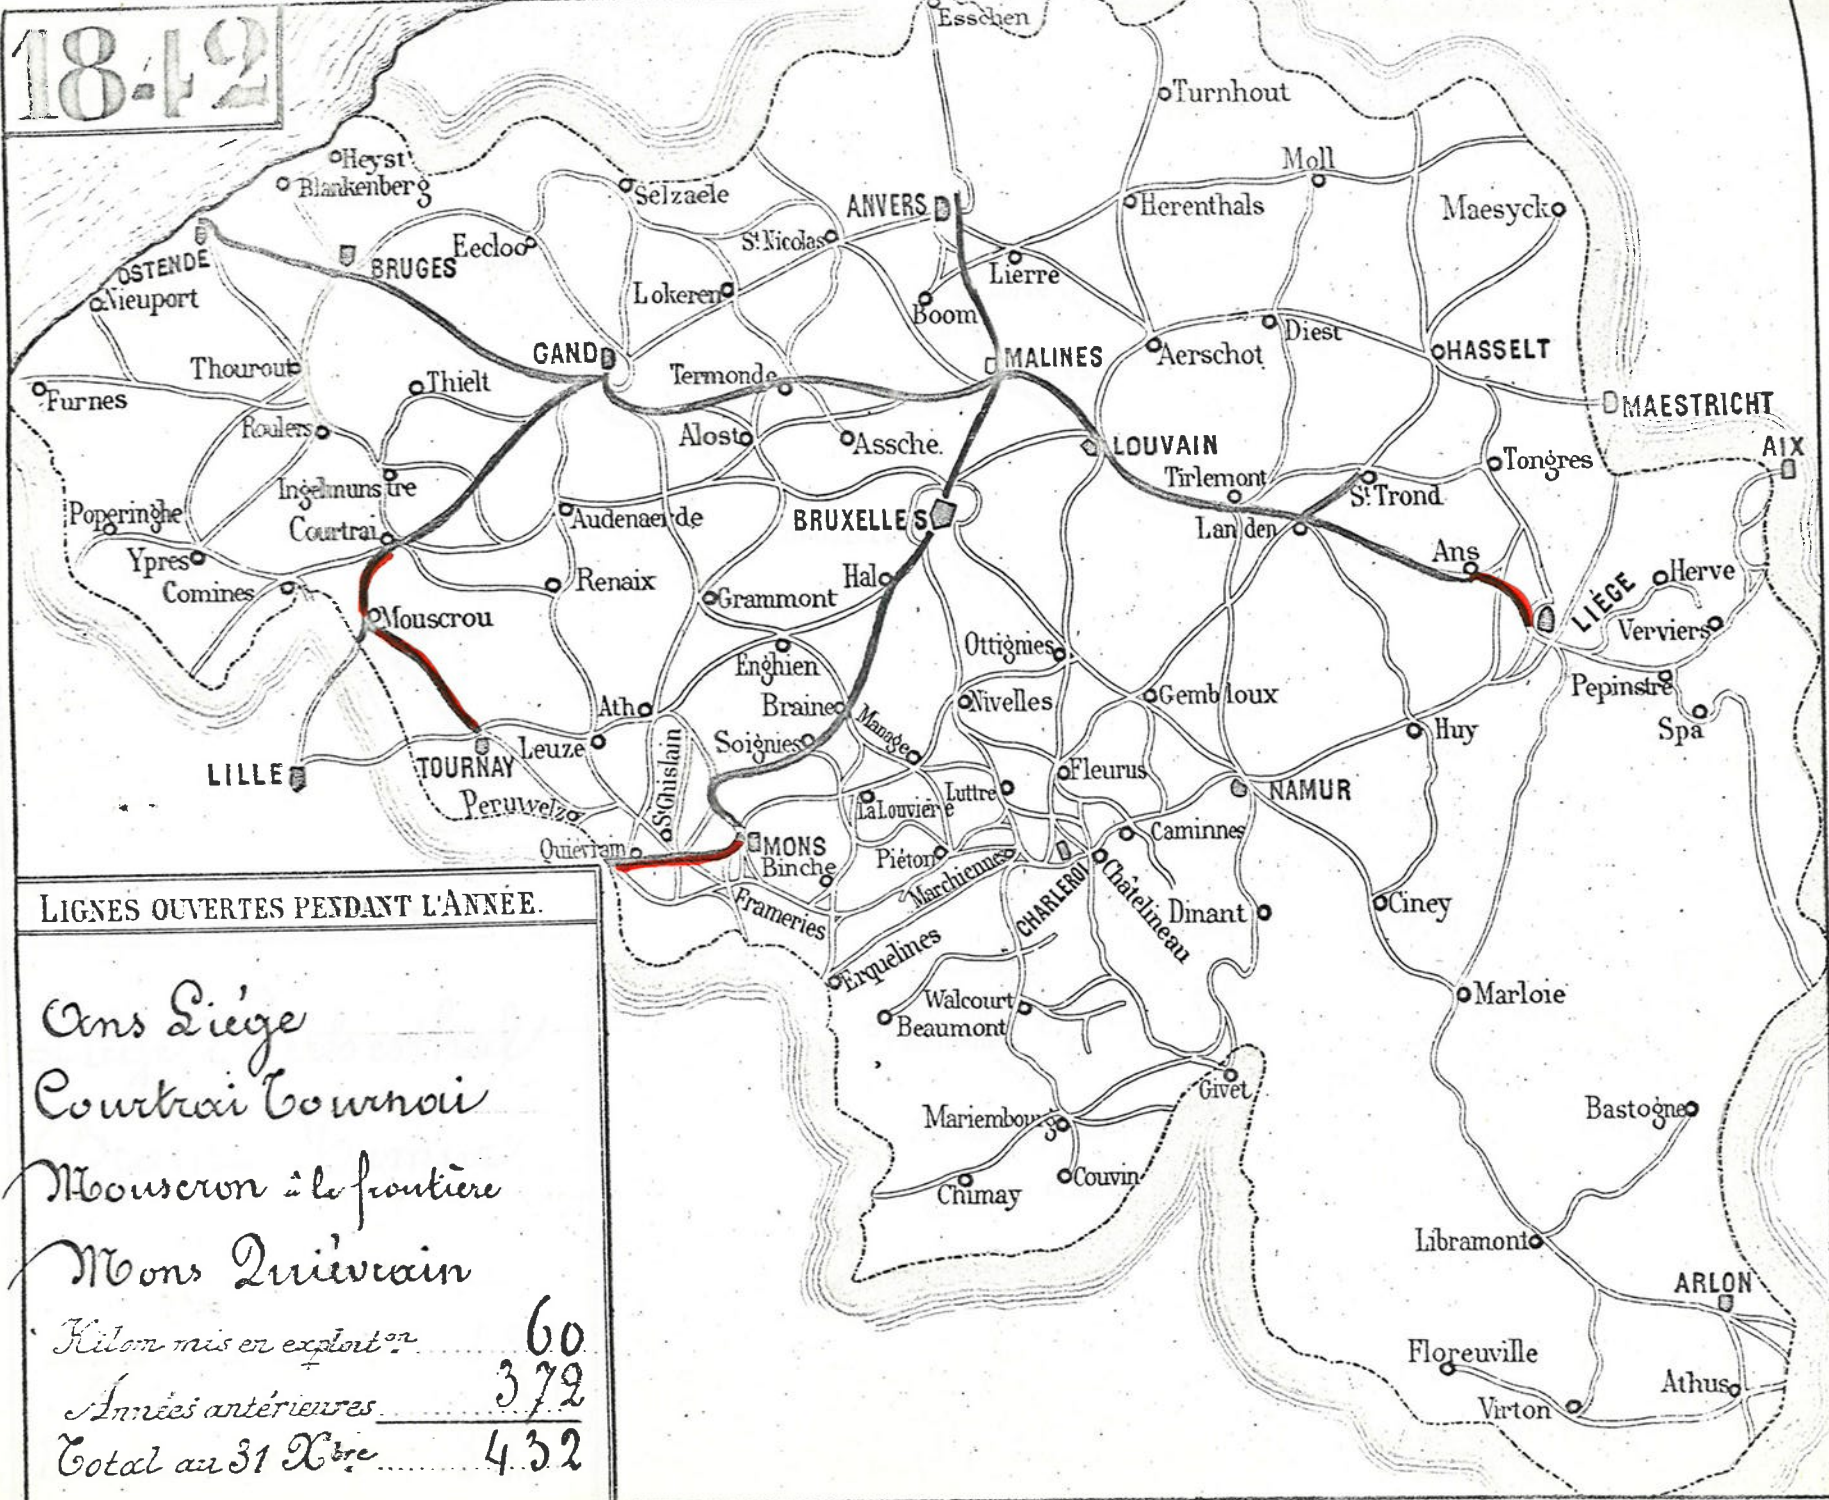 1842
Esschen
Turnhout
Heyst
Blankenberg
Moll
Selzaele
ANVERS
Herenthals
Maesyck
St Nicolas
Eecloo
OSTENDE
BRUGES
Lierre
Nieuport
Lokeren
Boom
Diest
GAND
MALINES
Aerschot
HASSELT
Thourout
Thielt
Termonde
Furnes
MAESTRICHT
Roulers
Alost
Assche.
LOUVAIN
AIX
Tongres
Tirlemont
Ingelmunstre
St Trond
Poperinghe
Audenaerde
BRUXELLES
Courtrai
Landen
Ypres
Ans
Comines
Renaix
Hal
Herve
Grammont
LIÈGE
Mouscrou
Verviers
Ottignies
Enghien
Pepinstre
Ath
Braine
Nivelles
Gembloux
Manage
Spa
Huy
Leuze
Soignies
LILLE
TOURNAY
St Ghislain
Fleurus
Peruwelz
La Louvière
Luttre
NAMUR
Quievrain
MONS
Caminnes
Binche
Piéton
Marchiennes
CHARLEROI
Châtelineau
Frameries
Dinant
Ciney
Erquelines
Walcourt
Beaumont
Marloie
Givet
Mariembourg
Bastogne
Chimay
Couvin
Libramont
ARLON
Floreuville
Athus
Virton
LIGNES OUVERTES PENDANT L'ANNÉE.
Ans Liége
Courtrai Tournai
Mouscron à la frontière
Mons Quiévrain
Kilom mis en exploiton 60
Années antérieures 372
Total au 31 Xbre 432